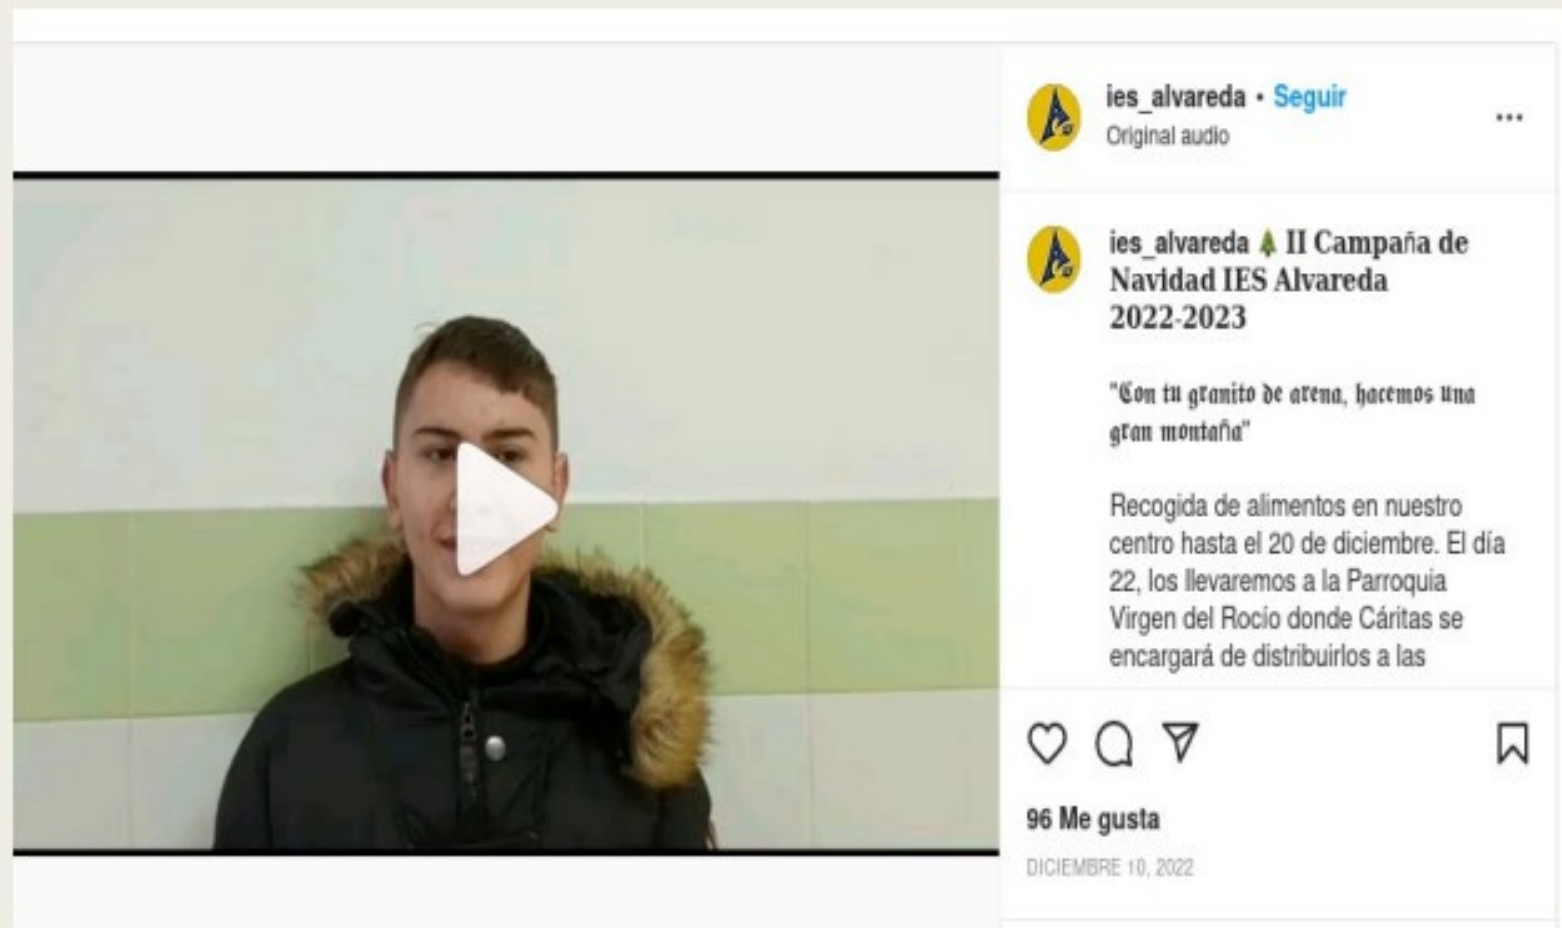 ies_alvareda • Seguir
Original audio
ies_alvareda 🌲 II Campaña de
Navidad IES Alvareda
2022-2023
"Con tu granito de arena, hacemos una
gran montaña"
Recogida de alimentos en nuestro
centro hasta el 20 de diciembre. El día
22, los llevaremos a la Parroquia
Virgen del Rocío donde Cáritas se
encargará de distribuirlos a las
96 Me gusta
DICIEMBRE 10, 2022